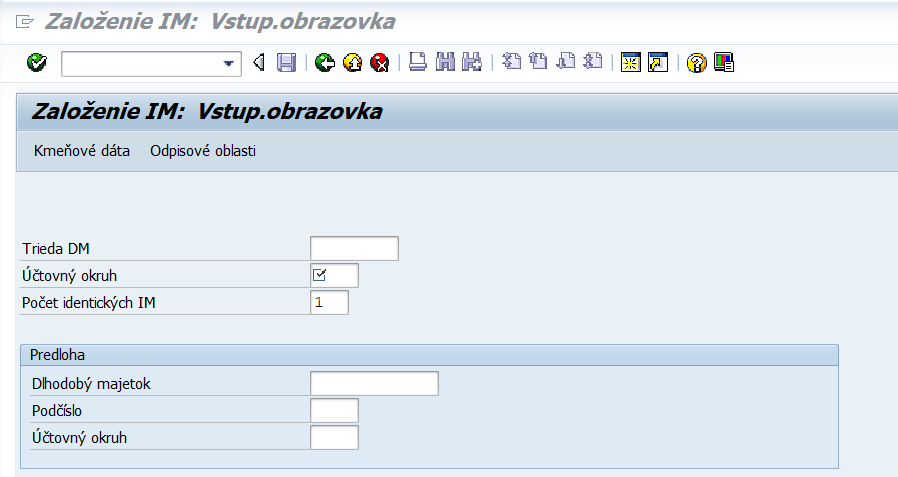 Založenie IM: Vstup.obrazovka
Založenie IM: Vstup.obrazovka
Kmeňové dáta Odpisové oblasti
Trieda DM
Účtovný okruh
Počet identických IM 1
Predloha
Dlhodobý majetok
Podčíslo
Účtovný okruh